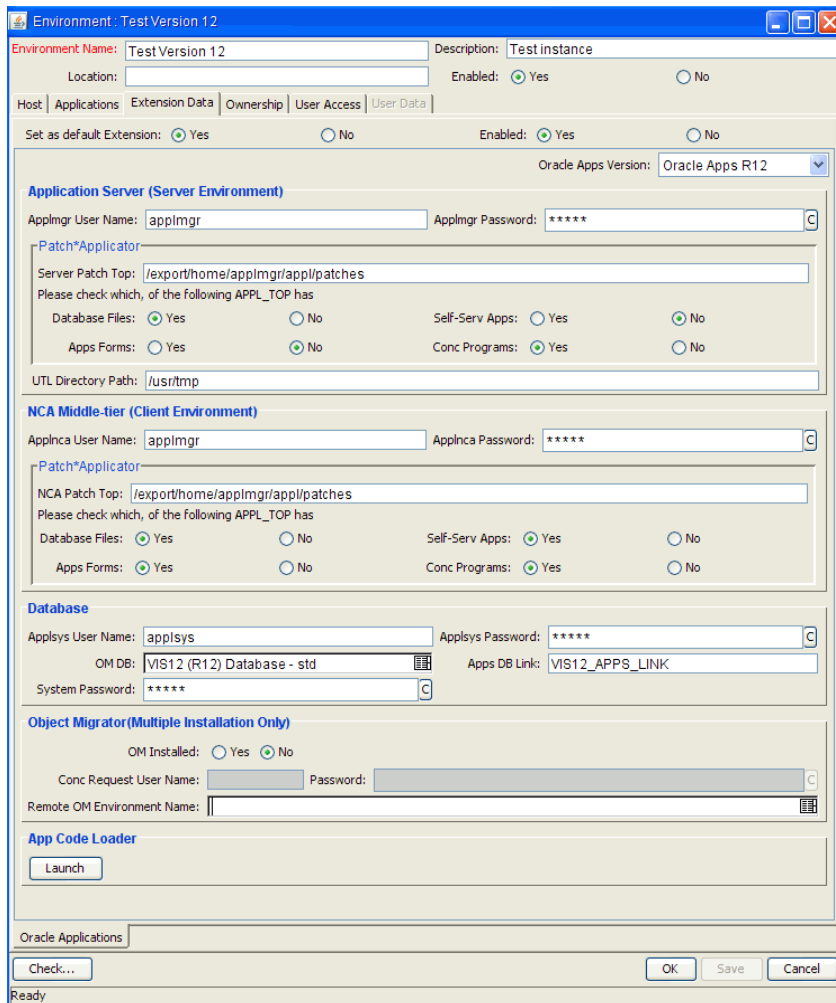 Environment : Test Version 12
Environment Name: Test Version 12 Description: Test instance
Location: Enabled: Yes No
Host Applications Extension Data Ownership User Access User Data
Set as default Extension: Yes No Enabled: Yes No
Oracle Apps Version: Oracle Apps R12
Application Server (Server Environment)
Applmgr User Name: applmgr Applmgr Password: ***** C
Patch*Applicator
Server Patch Top: /export/home/applmgr/appl/patches
Please check which, of the following APPL_TOP has
Database Files: Yes No Self-Serv Apps: Yes No
Apps Forms: Yes No Conc Programs: Yes No
UTL Directory Path: /usr/tmp
NCA Middle-tier (Client Environment)
Applnca User Name: applmgr Applnca Password: ***** C
Patch*Applicator
NCA Patch Top: /export/home/applmgr/appl/patches
Please check which, of the following APPL_TOP has
Database Files: Yes No Self-Serv Apps: Yes No
Apps Forms: Yes No Conc Programs: Yes No
Database
Applsys User Name: applsys Applsys Password: ***** C
OM DB: VIS12 (R12) Database - std Apps DB Link: VIS12_APPS_LINK
System Password: ***** C
Object Migrator(Multiple Installation Only)
OM Installed: Yes No
Conc Request User Name: Password: C
Remote OM Environment Name:
App Code Loader
Launch
Oracle Applications
Check... OK Save Cancel
Ready